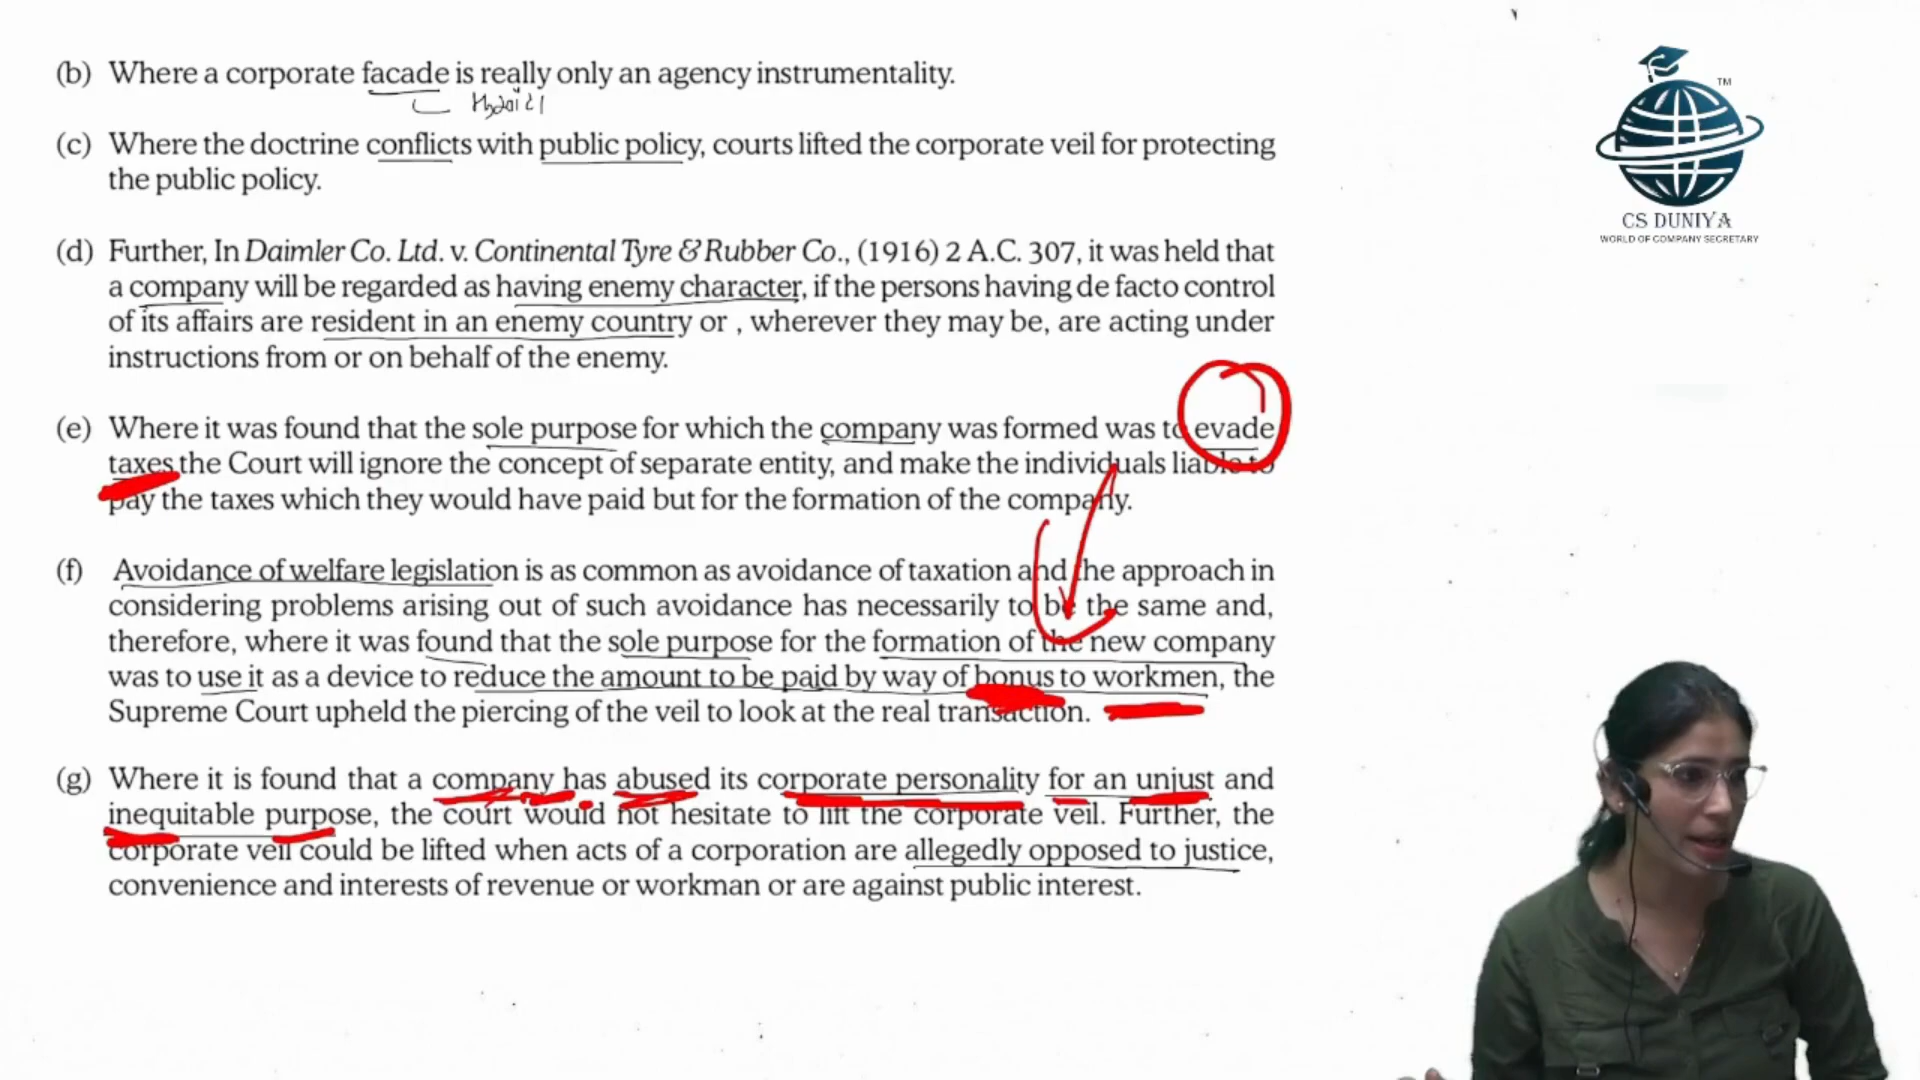 (b) Where a corporate facade is really only an agency instrumentality.
(c) Where the doctrine conflicts with public policy, courts lifted the corporate veil for protecting
the public policy.
(d) Further, In Daimler Co. Ltd. v. Continental Tyre & Rubber Co., (1916) 2 A.C. 307, it was held that
a company will be regarded as having enemy character, if the persons having de facto control
of its affairs are resident in an enemy country or , wherever they may be, are acting under
instructions from or on behalf of the enemy.
(e) Where it was found that the sole purpose for which the company was formed was to evade
taxes the Court will ignore the concept of separate entity, and make the individuals liable to
pay the taxes which they would have paid but for the formation of the company.
(f) Avoidance of welfare legislation is as common as avoidance of taxation and the approach in
considering problems arising out of such avoidance has necessarily to be the same and,
therefore, where it was found that the sole purpose for the formation of the new company
was to use it as a device to reduce the amount to be paid by way of bonus to workmen, the
Supreme Court upheld the piercing of the veil to look at the real transaction.
(g) Where it is found that a company has abused its corporate personality for an unjust and
inequitable purpose, the court would not hesitate to lift the corporate veil. Further, the
corporate veil could be lifted when acts of a corporation are allegedly opposed to justice,
convenience and interests of revenue or workman or are against public interest.
TM
CS DUNIYA
WORLD OF COMPANY SECRETARY